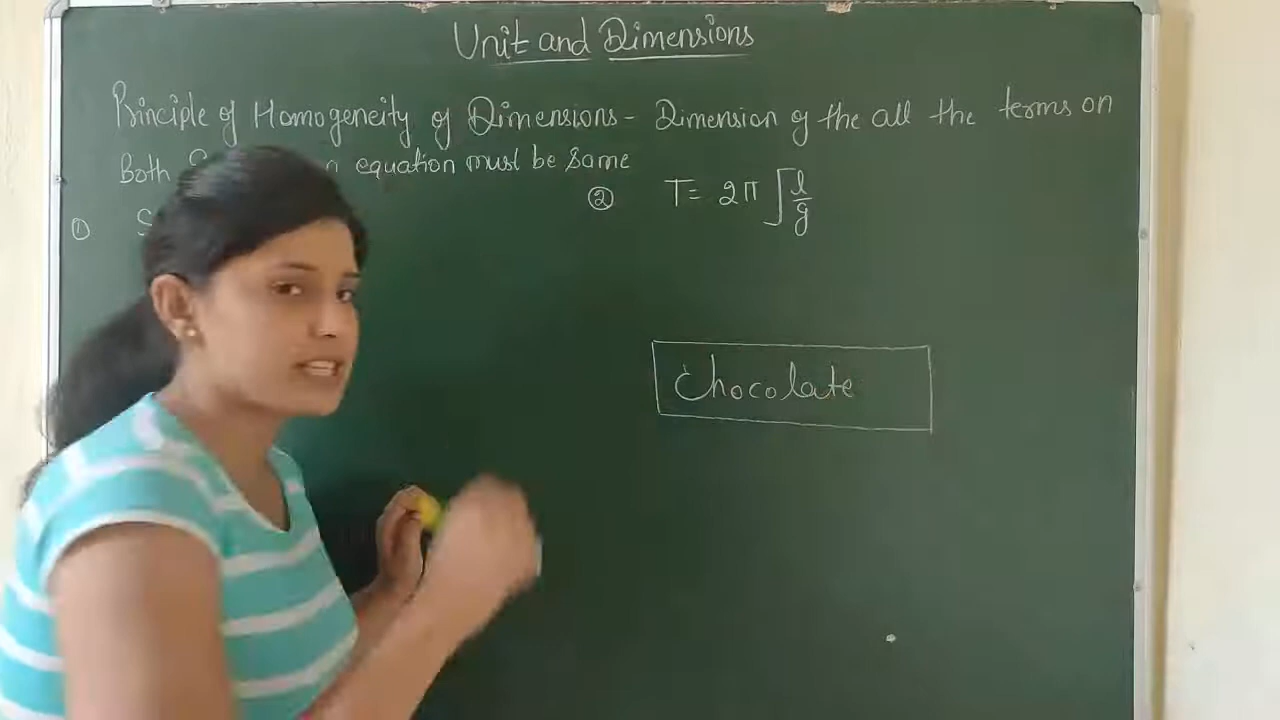 Unit and Dimensions
Principle of Homogeneity of Dimensions - Dimension of the all the terms on
Both equation must be same
① S
② T = 2π √l/g
Chocolate